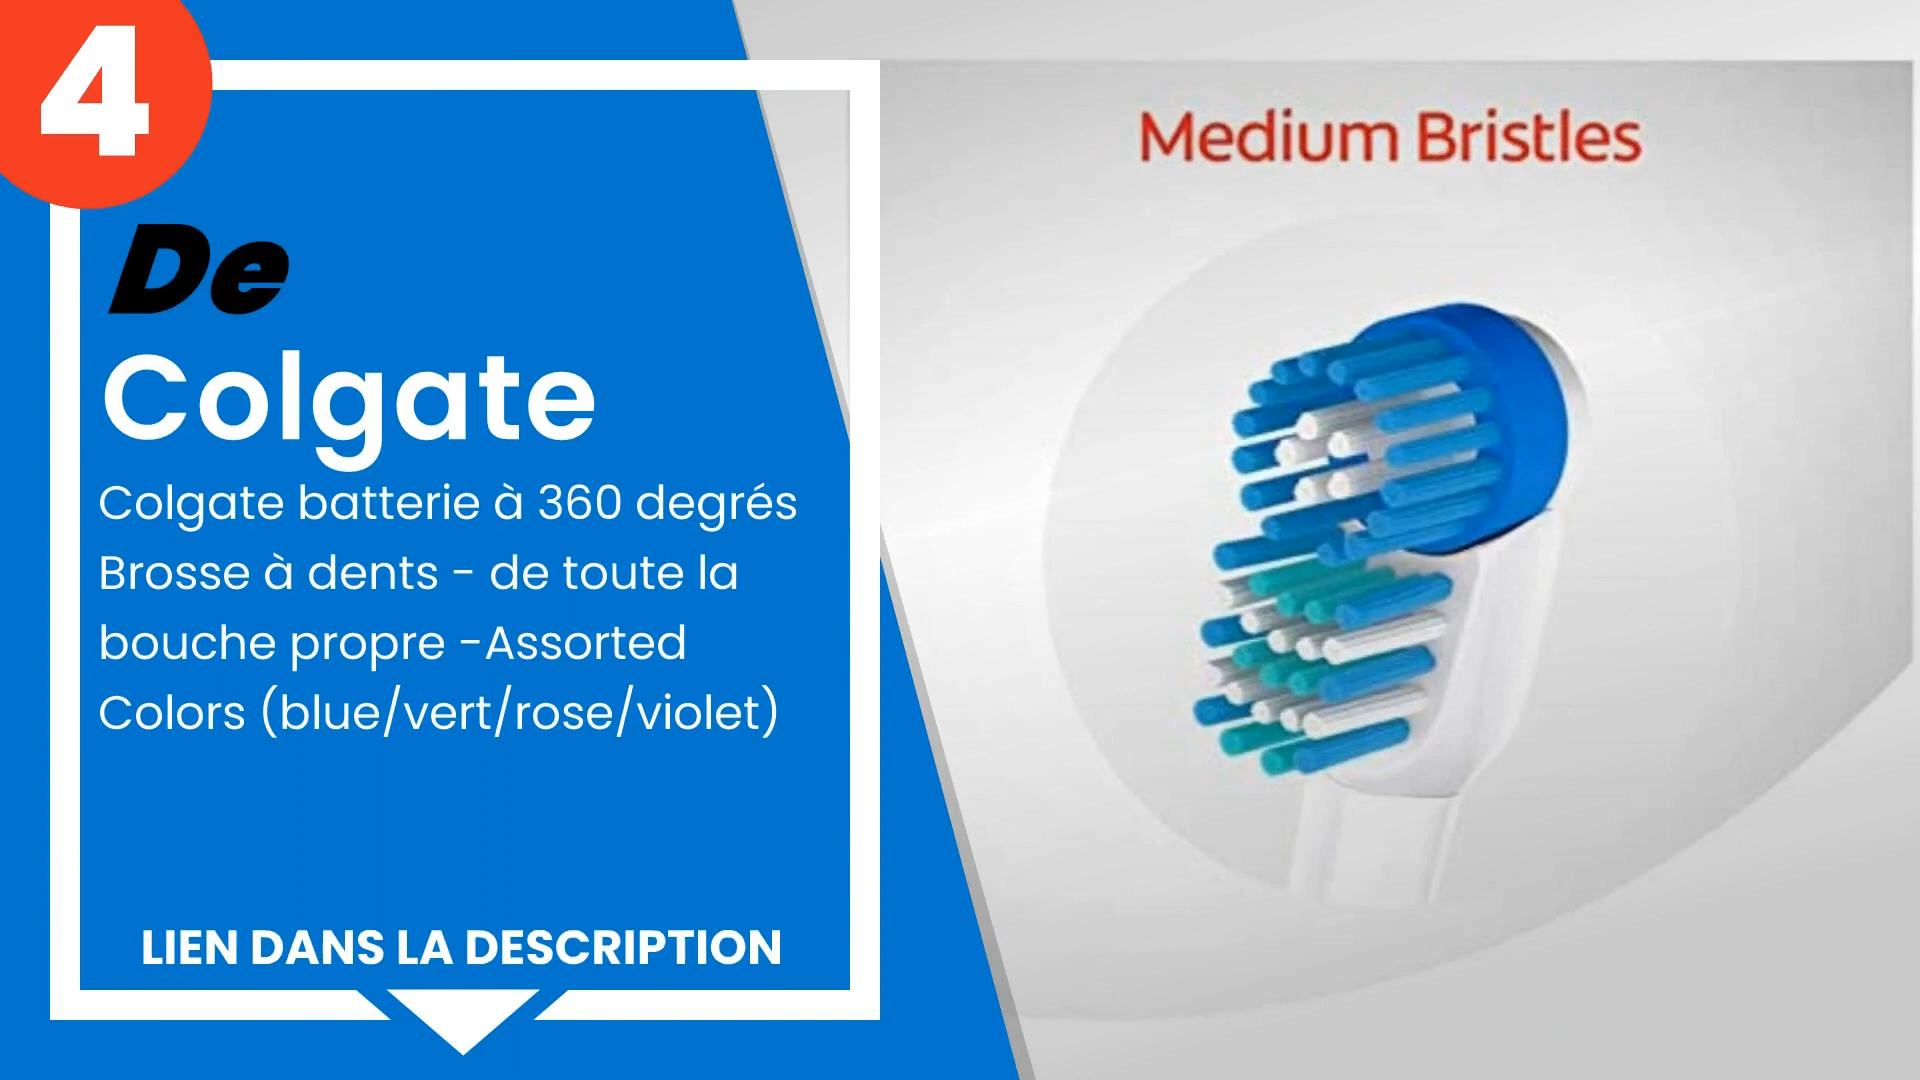 4
De
Colgate
Colgate batterie à 360 degrés
Brosse à dents - de toute la
bouche propre -Assorted
Colors (blue/vert/rose/violet)
LIEN DANS LA DESCRIPTION
Medium Bristles